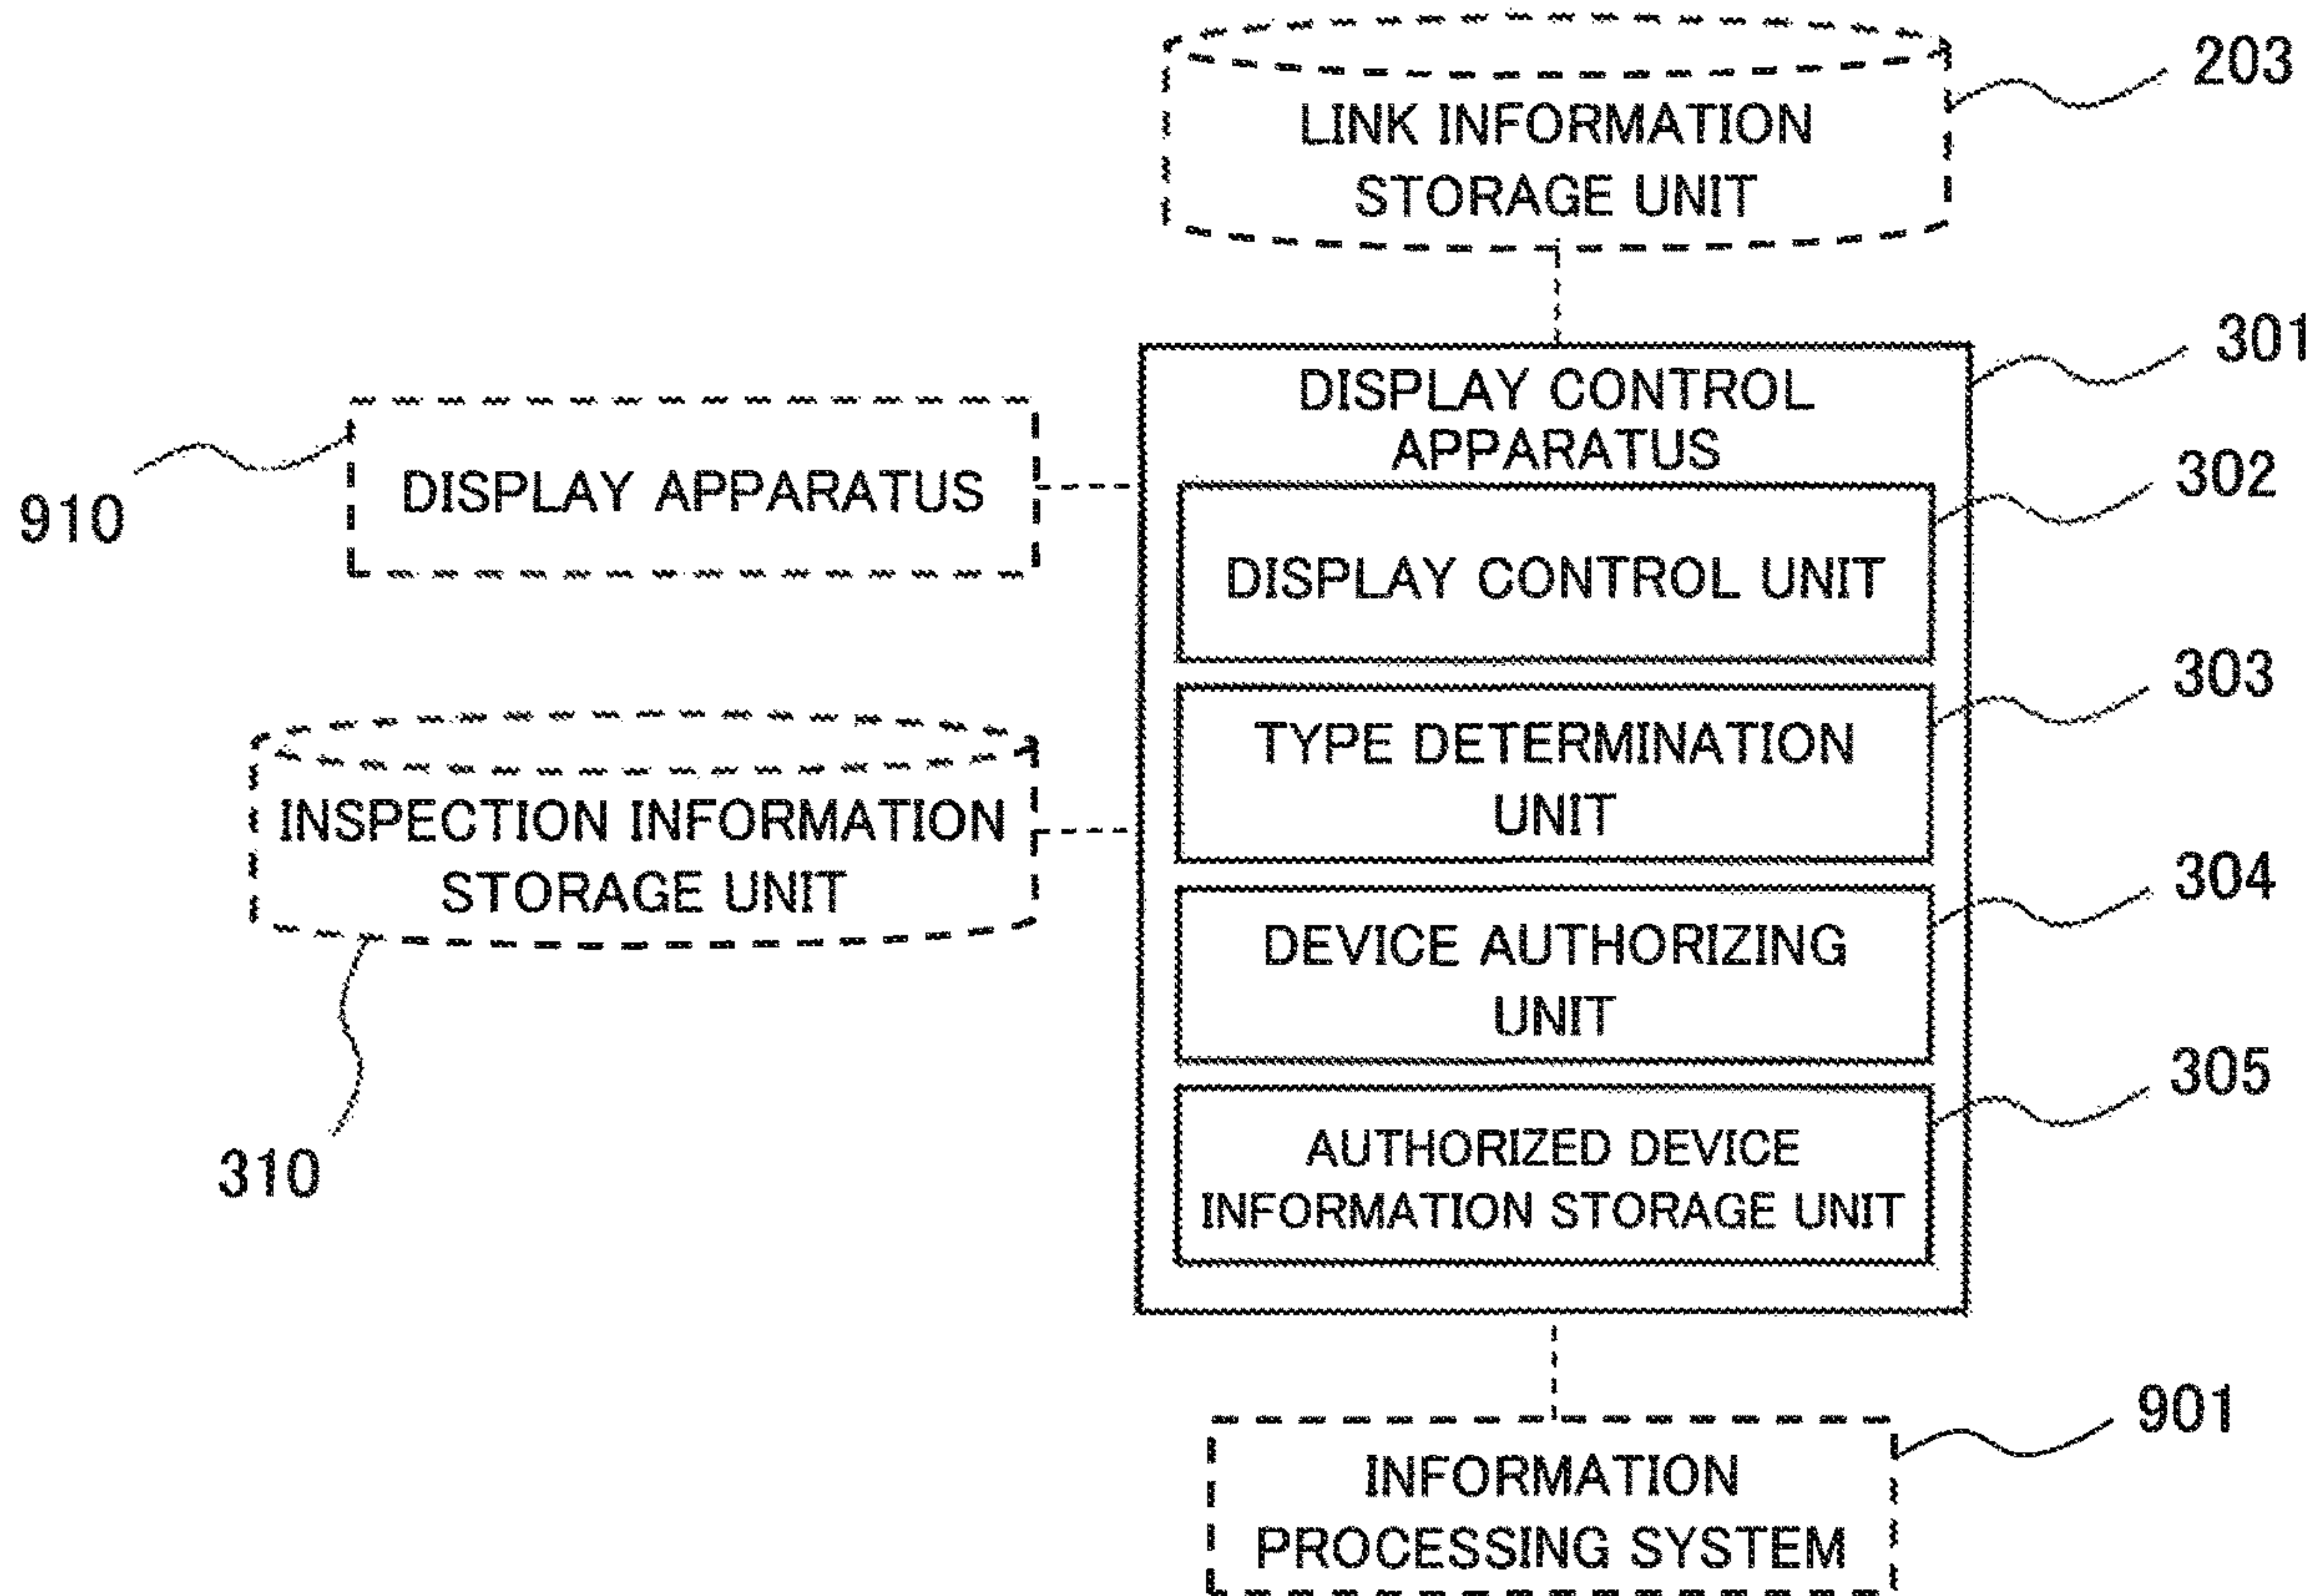 203
LINK INFORMATION
STORAGE UNIT
301
DISPLAY CONTROL
APPARATUS
302
910
DISPLAY APPARATUS
DISPLAY CONTROL UNIT
303
TYPE DETERMINATION
UNIT
INSPECTION INFORMATION
STORAGE UNIT
310
304
DEVICE AUTHORIZING
UNIT
305
AUTHORIZED DEVICE
INFORMATION STORAGE UNIT
901
INFORMATION
PROCESSING SYSTEM